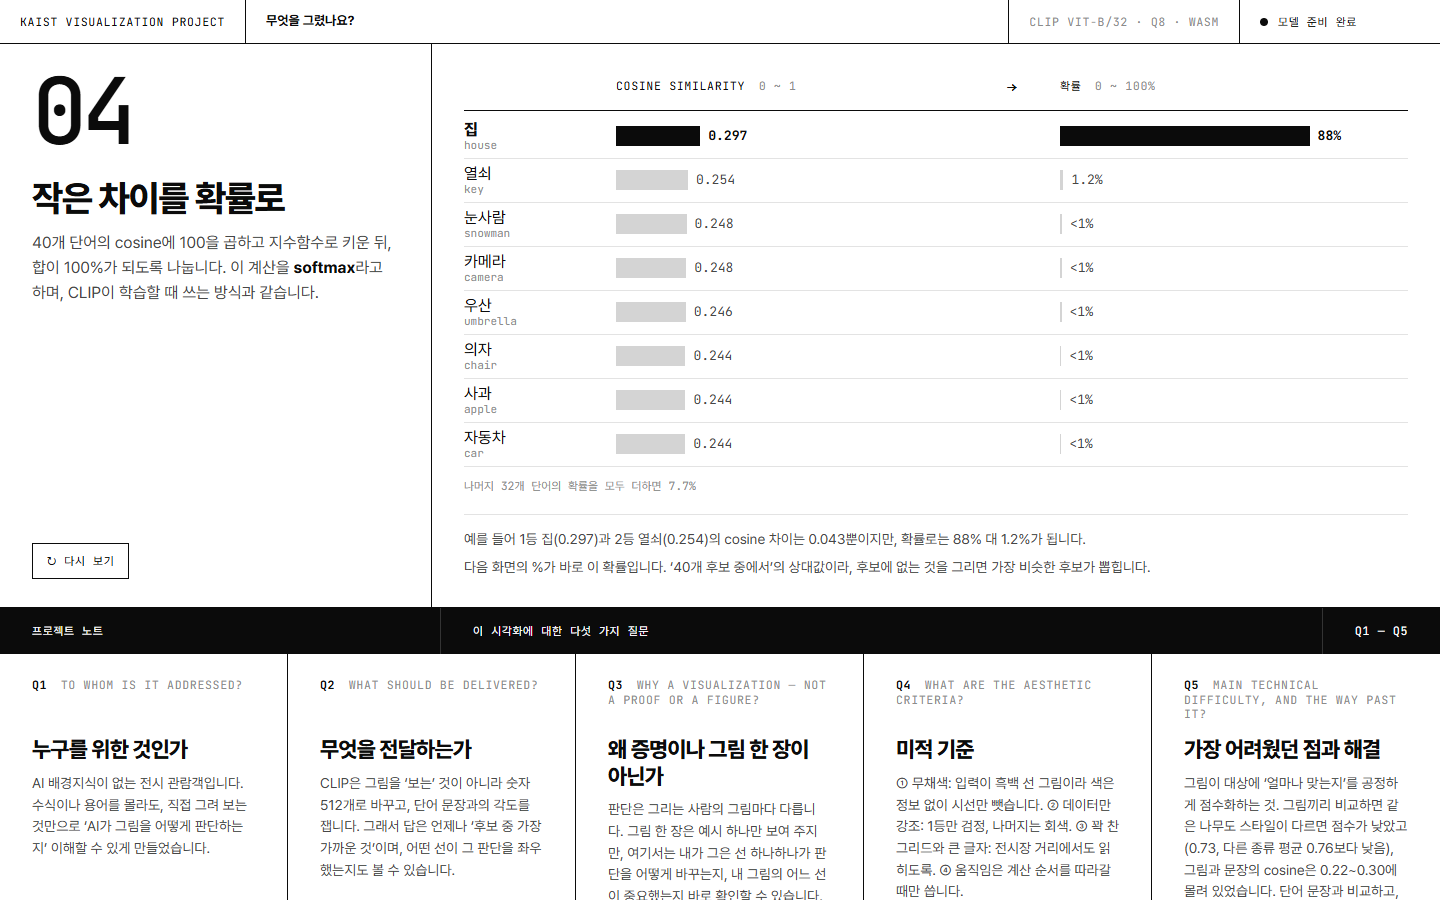 KAIST VISUALIZATION PROJECT
무엇을 그렸나요?
CLIP VIT-B/32 · Q8 · WASM
● 모델 준비 완료
04
작은 차이를 확률로
40개 단어의 cosine에 100을 곱하고 지수함수로 키운 뒤,
합이 100%가 되도록 나눕니다. 이 계산을 softmax라고
하며, CLIP이 학습할 때 쓰는 방식과 같습니다.
↻ 다시 보기
COSINE SIMILARITY 0 ~ 1 → 확률 0 ~ 100%
집 0.297 88%
house
열쇠 0.254 1.2%
key
눈사람 0.248 <1%
snowman
카메라 0.248 <1%
camera
우산 0.246 <1%
umbrella
의자 0.244 <1%
chair
사과 0.244 <1%
apple
자동차 0.244 <1%
car
나머지 32개 단어의 확률을 모두 더하면 7.7%
예를 들어 1등 집(0.297)과 2등 열쇠(0.254)의 cosine 차이는 0.043뿐이지만, 확률로는 88% 대 1.2%가 됩니다.
다음 화면의 %가 바로 이 확률입니다. ‘40개 후보 중에서’의 상대값이라, 후보에 없는 것을 그리면 가장 비슷한 후보가 뽑힙니다.
프로젝트 노트
이 시각화에 대한 다섯 가지 질문
Q1 — Q5
Q1 TO WHOM IS IT ADDRESSED?
누구를 위한 것인가
AI 배경지식이 없는 전시 관람객입니다.
수식이나 용어를 몰라도, 직접 그려 보는
것만으로 ‘AI가 그림을 어떻게 판단하는
지’ 이해할 수 있게 만들었습니다.
Q2 WHAT SHOULD BE DELIVERED?
무엇을 전달하는가
CLIP은 그림을 ‘보는’ 것이 아니라 숫자
512개로 바꾸고, 단어 문장과의 각도를
잽니다. 그래서 답은 언제나 ‘후보 중 가장
가까운 것’이며, 어떤 선이 그 판단을 좌우
했는지도 볼 수 있습니다.
Q3 WHY A VISUALIZATION — NOT
A PROOF OR A FIGURE?
왜 증명이나 그림 한 장이
아닌가
판단은 그리는 사람의 그림마다 다릅니
다. 그림 한 장은 예시 하나만 보여 주지
만, 여기서는 내가 그은 선 하나하나가 판
단을 어떻게 바꾸는지, 내 그림의 어느 선
이 중요했는지 바로 확인할 수 있습니다.
Q4 WHAT ARE THE AESTHETIC
CRITERIA?
미적 기준
① 무채색: 입력이 흑백 선 그림이라 색은
정보 없이 시선만 뺏습니다. ② 데이터만
강조: 1등만 검정, 나머지는 회색. ③ 꽉 찬
그리드와 큰 글자: 전시장 거리에서도 읽
히도록. ④ 움직임은 계산 순서를 따라갈
때만 씁니다.
Q5 MAIN TECHNICAL
DIFFICULTY, AND THE WAY PAST
IT?
가장 어려웠던 점과 해결
그림이 대상에 ‘얼마나 맞는지’를 공정하
게 점수화하는 것. 그림끼리 비교하면 같
은 나무도 스타일이 다르면 점수가 낮았고
(0.73, 다른 종류 평균 0.76보다 낮음),
그림과 문장의 cosine은 0.22~0.30에
몰려 있었습니다. 단어 문장과 비교하고,